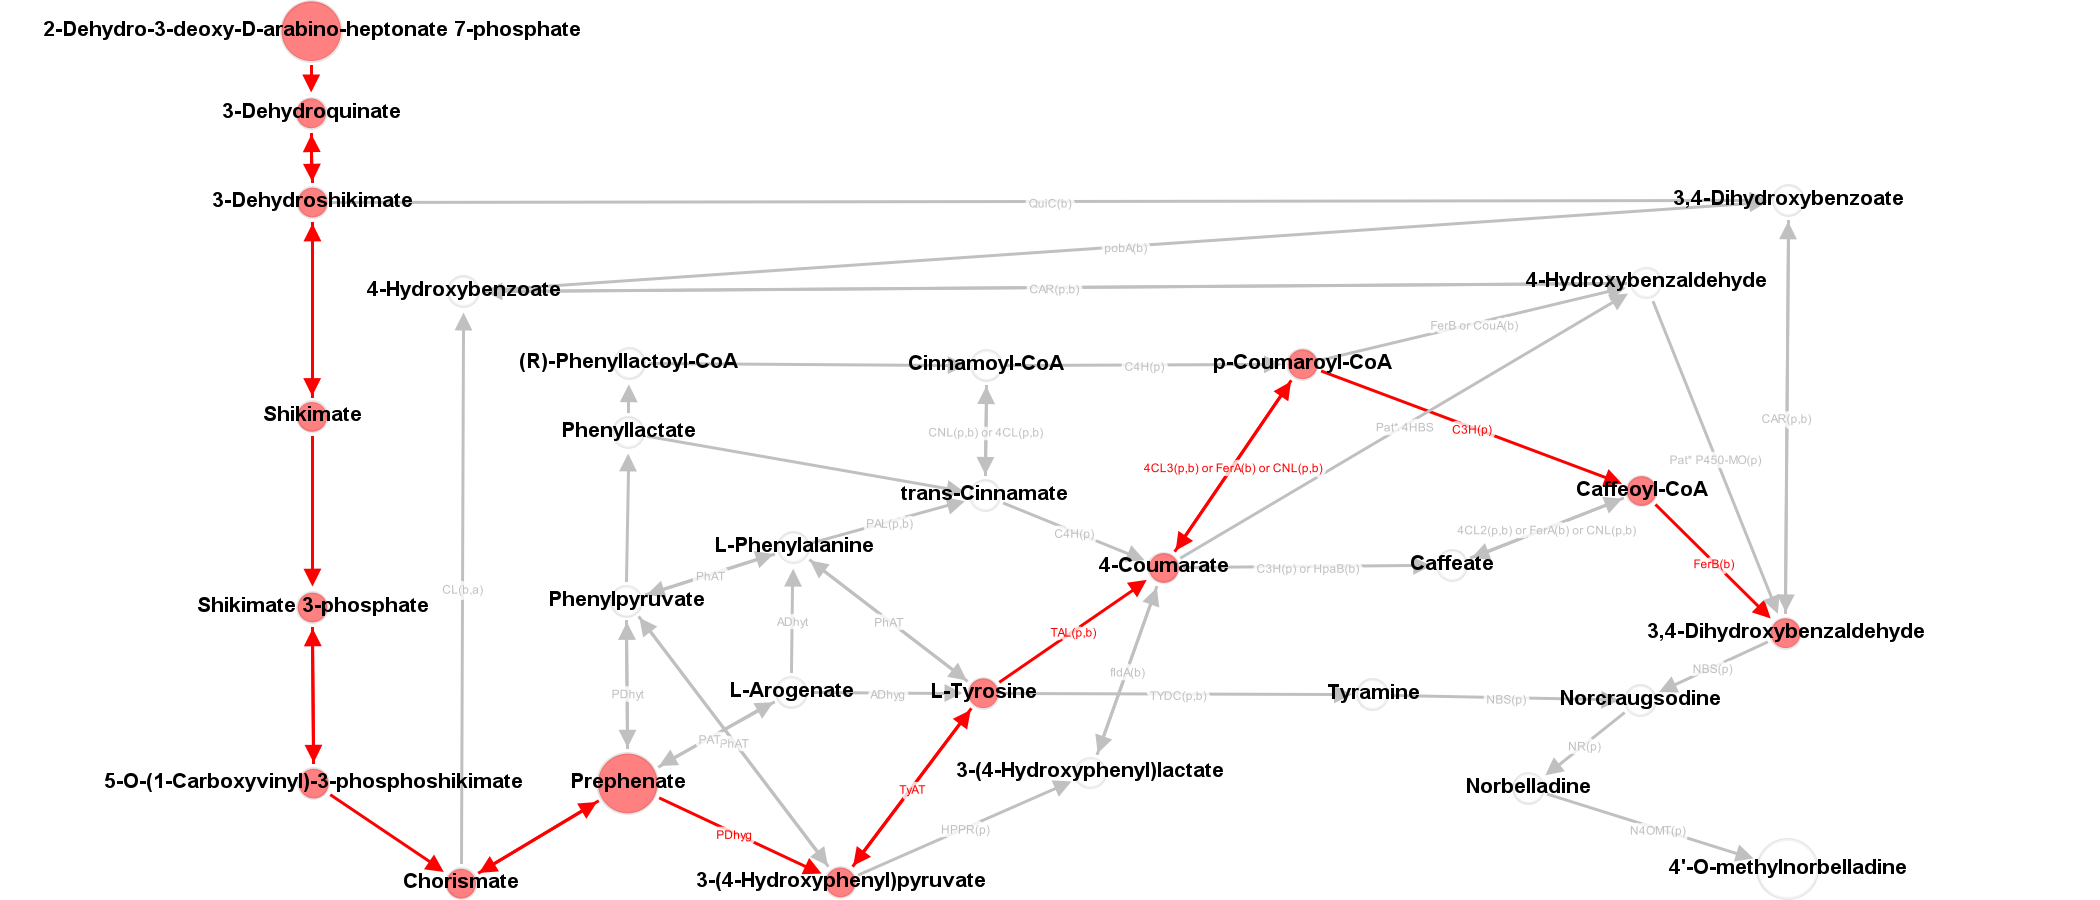 2-Dehydro-3-deoxy-D-arabino-heptonate 7-phosphate
3-Dehydroquinate
3-Dehydroshikimate
QuiC(b)
3,4-Dihydroxybenzoate
pobA(b)
4-Hydroxybenzoate
CAR(p,b)
4-Hydroxybenzaldehyde
FerB or CouA(b)
(R)-Phenyllactoyl-CoA
Cinnamoyl-CoA
C4H(p)
p-Coumaroyl-CoA
Shikimate
Phenyllactate
CNL(p,b) or 4CL(p,b)
Pat* 4HBS
C3H(p)
CAR(p,b)
4CL3(p,b) or FerA(b) or CNL(p,b)
Pat* P450-MO(p)
trans-Cinnamate
Caffeoyl-CoA
PAL(p,b)
C4H(p)
4CL2(p,b) or FerA(b) or CNL(p,b)
L-Phenylalanine
PhAT
4-Coumarate
C3H(p) or HpaB(b)
Caffeate
FerB(b)
CL(b,a)
Shikimate 3-phosphate
Phenylpyruvate
ADhyt
PhAT
TAL(p,b)
3,4-Dihydroxybenzaldehyde
fldA(b)
NBS(p)
PDhyt
L-Arogenate
ADhyg
L-Tyrosine
TYDC(p,b)
Tyramine
NBS(p)
Norcraugsodine
PAT
PhAT
NR(p)
5-O-(1-Carboxyvinyl)-3-phosphoshikimate
Prephenate
TyAT
3-(4-Hydroxyphenyl)lactate
Norbelladine
PDhyg
HPPR(p)
N4OMT(p)
Chorismate
3-(4-Hydroxyphenyl)pyruvate
4'-O-methylnorbelladine